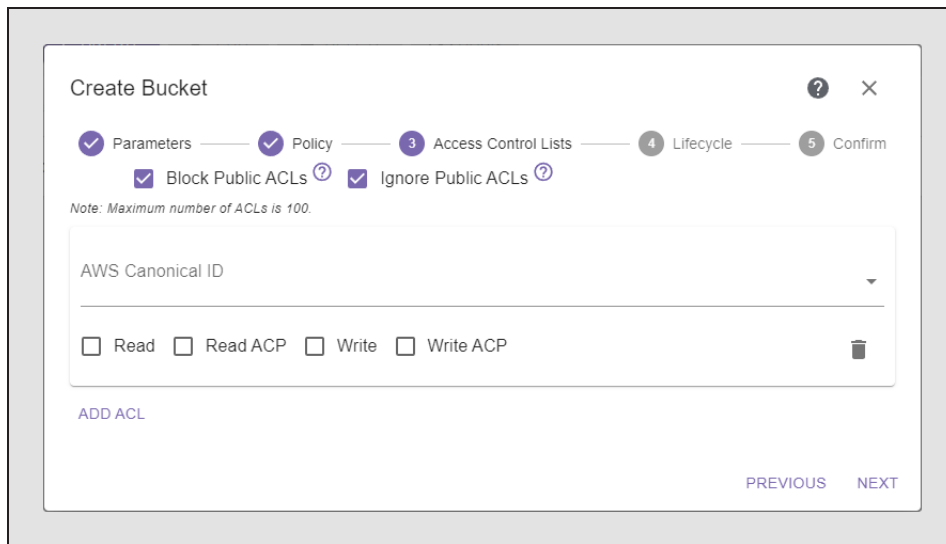 Create Bucket
Parameters Policy 3 Access Control Lists 4 Lifecycle 5 Confirm
Block Public ACLs ? Ignore Public ACLs ?
Note: Maximum number of ACLs is 100.
AWS Canonical ID
Read Read ACP Write Write ACP
ADD ACL
PREVIOUS NEXT